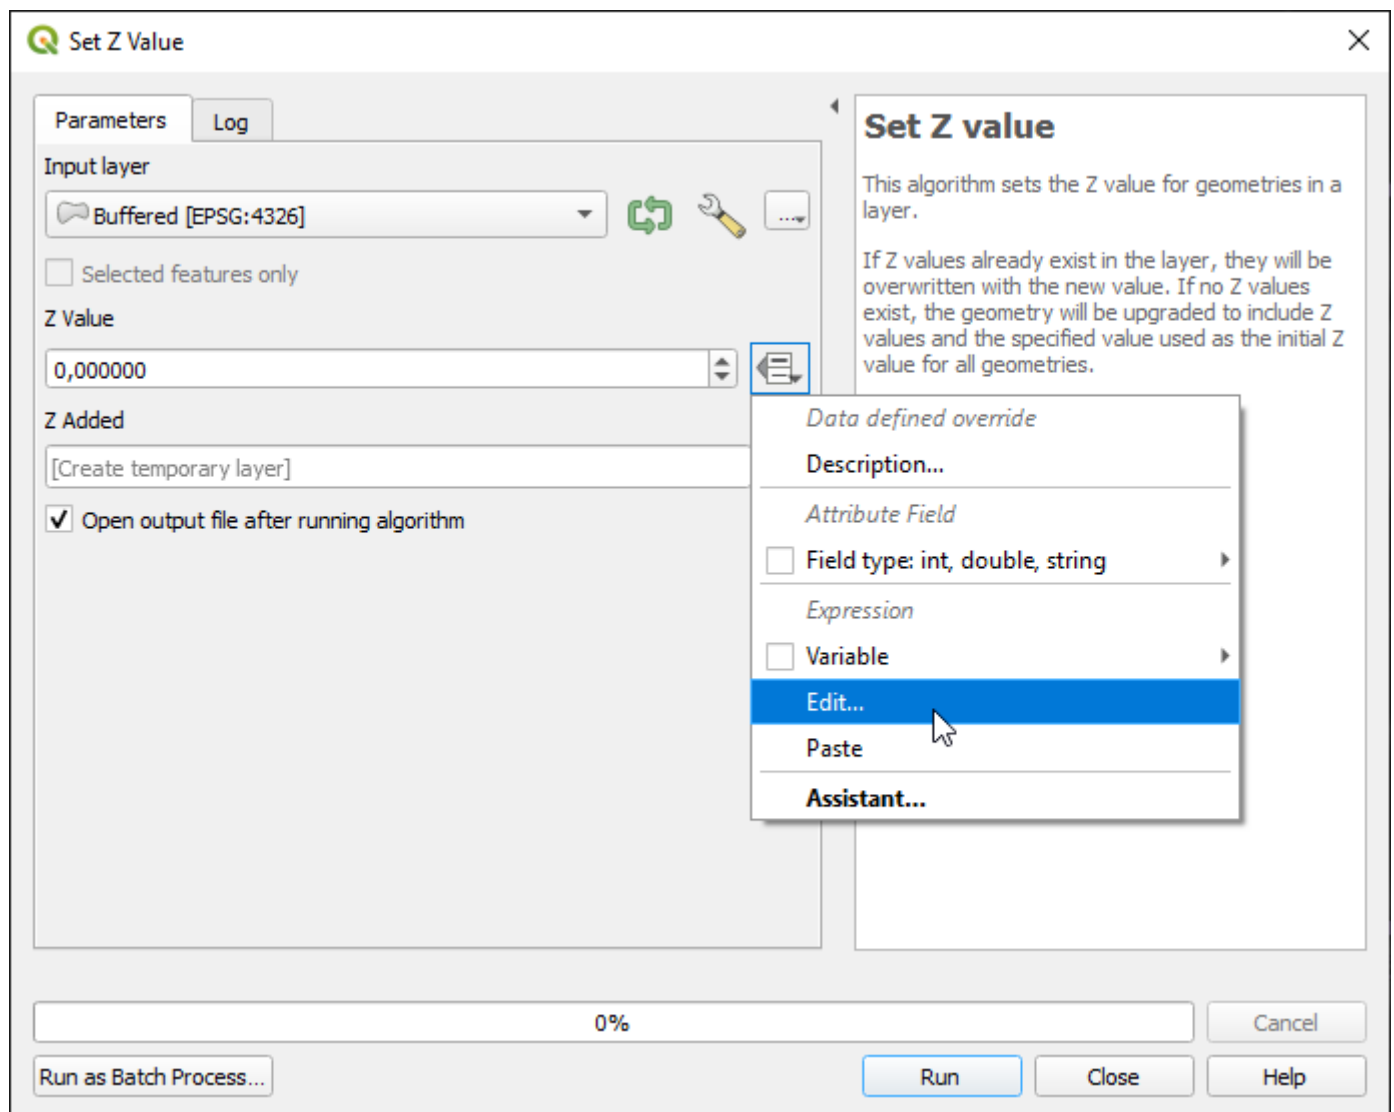 Set Z Value
Parameters
Log
Input layer
Buffered [EPSG:4326]
...
Selected features only
Z Value
0,000000
Z Added
[Create temporary layer]
Open output file after running algorithm
Set Z value
This algorithm sets the Z value for geometries in a
layer.
If Z values already exist in the layer, they will be
overwritten with the new value. If no Z values
exist, the geometry will be upgraded to include Z
values and the specified value used as the initial Z
value for all geometries.
Data defined override
Description...
Attribute Field
Field type: int, double, string
Expression
Variable
Edit...
Paste
Assistant...
0%
Cancel
Run as Batch Process...
Run
Close
Help